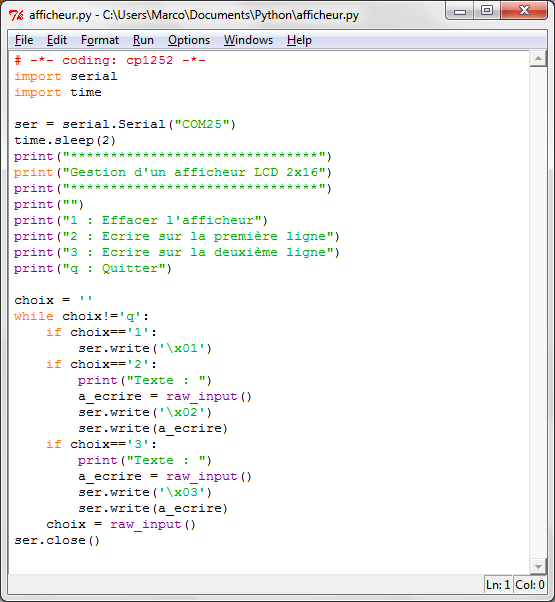 afficheur.py - C:\Users\Marco\Documents\Python\afficheur.py
File Edit Format Run Options Windows Help
# -*- coding: cp1252 -*-
import serial
import time

ser = serial.Serial("COM25")
time.sleep(2)
print("*******************************")
print("Gestion d'un afficheur LCD 2x16")
print("*******************************")
print("")
print("1 : Effacer l'afficheur")
print("2 : Ecrire sur la première ligne")
print("3 : Ecrire sur la deuxième ligne")
print("q : Quitter")

choix = ''
while choix!='q':
    if choix=='1':
        ser.write('\x01')
    if choix=='2':
        print("Texte : ")
        a_ecrire = raw_input()
        ser.write('\x02')
        ser.write(a_ecrire)
    if choix=='3':
        print("Texte : ")
        a_ecrire = raw_input()
        ser.write('\x03')
        ser.write(a_ecrire)
    choix = raw_input()
ser.close()
Ln: 1 Col: 0